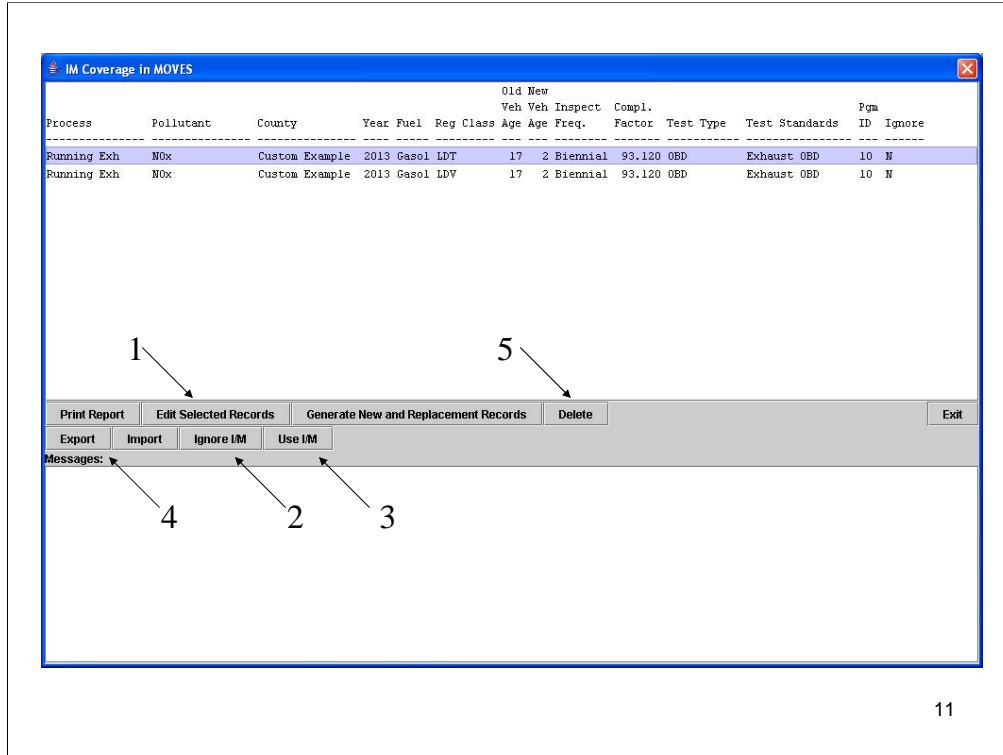 IM Coverage in MOVES
Old New
Veh Veh Inspect Compl. Pgm
Process Pollutant County Year Fuel Reg Class Age Age Freq. Factor Test Type Test Standards ID Ignore
Running Exh NOx Custom Example 2013 Gasol LDT 17 2 Biennial 93.120 OBD Exhaust OBD 10 N
Running Exh NOx Custom Example 2013 Gasol LDV 17 2 Biennial 93.120 OBD Exhaust OBD 10 N
1 5
Print Report Edit Selected Records Generate New and Replacement Records Delete Exit
Export Import Ignore I/M Use I/M
Messages:
4 2 3
11